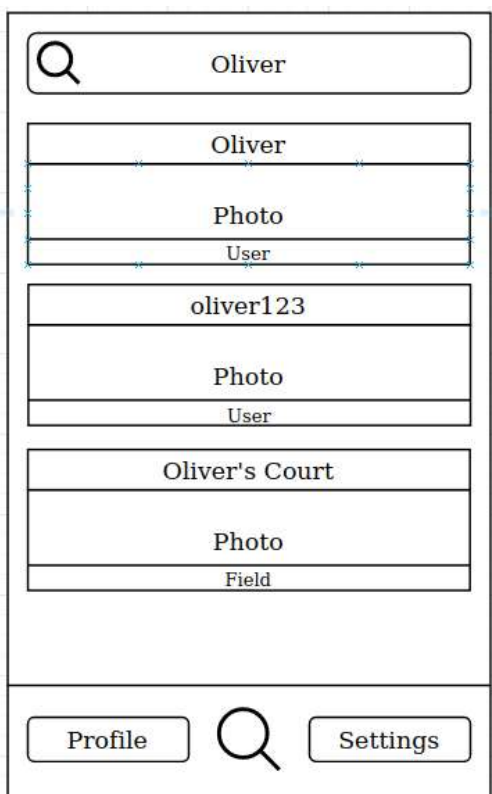 Oliver
Oliver
Photo
User
oliver123
Photo
User
Oliver's Court
Photo
Field
Profile
Settings